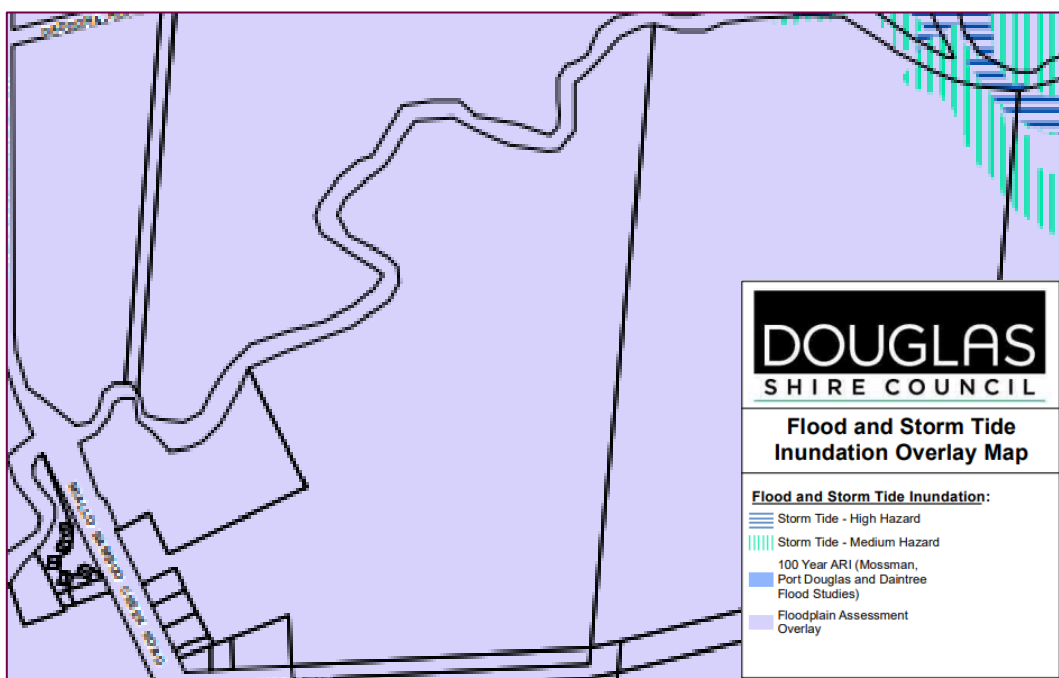 DOUGLAS
SHIRE COUNCIL
Flood and Storm Tide
Inundation Overlay Map
Flood and Storm Tide Inundation:
Storm Tide - High Hazard
Storm Tide - Medium Hazard
100 Year ARI (Mossman,
Port Douglas and Daintree
Flood Studies)
Floodplain Assessment
Overlay